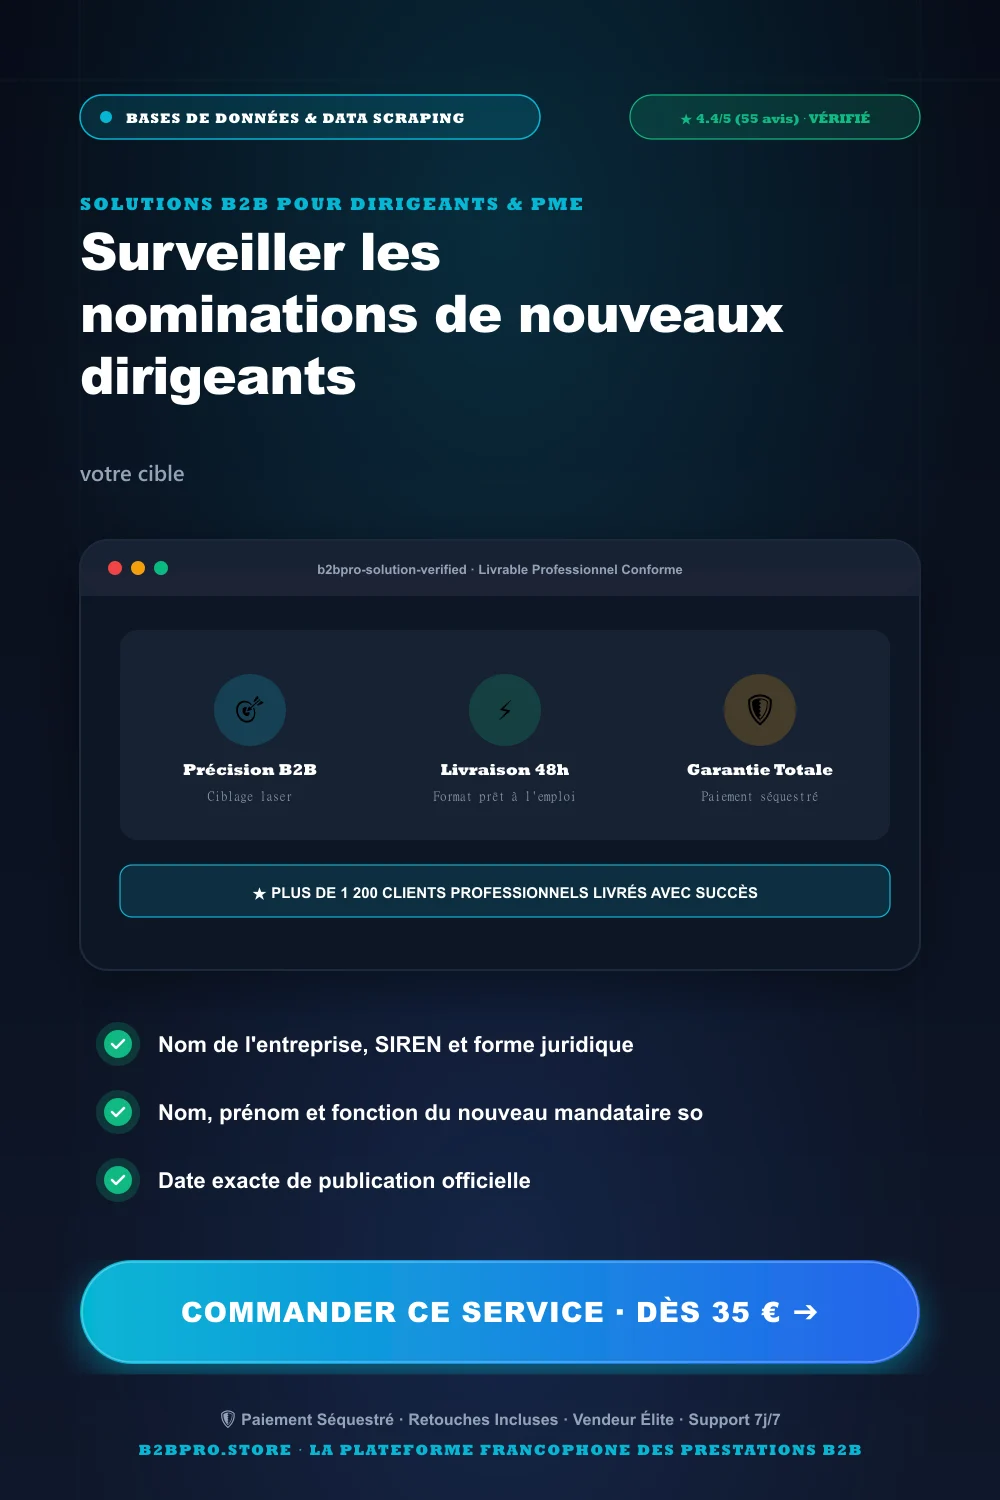 BASES DE DONNÉES & DATA SCRAPING
★ 4.4/5 (55 avis) · VÉRIFIÉ
SOLUTIONS B2B POUR DIRIGEANTS & PME
Surveiller les
nominations de nouveaux
dirigeants
votre cible
b2bpro-solution-verified · Livrable Professionnel Conforme
Précision B2B
Livraison 48h
Garantie Totale
Ciblage laser
Format prêt à l'emploi
Paiement séquestré
★ PLUS DE 1 200 CLIENTS PROFESSIONNELS LIVRÉS AVEC SUCCÈS
Nom de l'entreprise, SIREN et forme juridique
Nom, prénom et fonction du nouveau mandataire so
Date exacte de publication officielle
COMMANDER CE SERVICE · DÈS 35 € →
Paiement Séquestré · Retouches Incluses · Vendeur Élite · Support 7j/7
B2BPRO.STORE · LA PLATEFORME FRANCOPHONE DES PRESTATIONS B2B